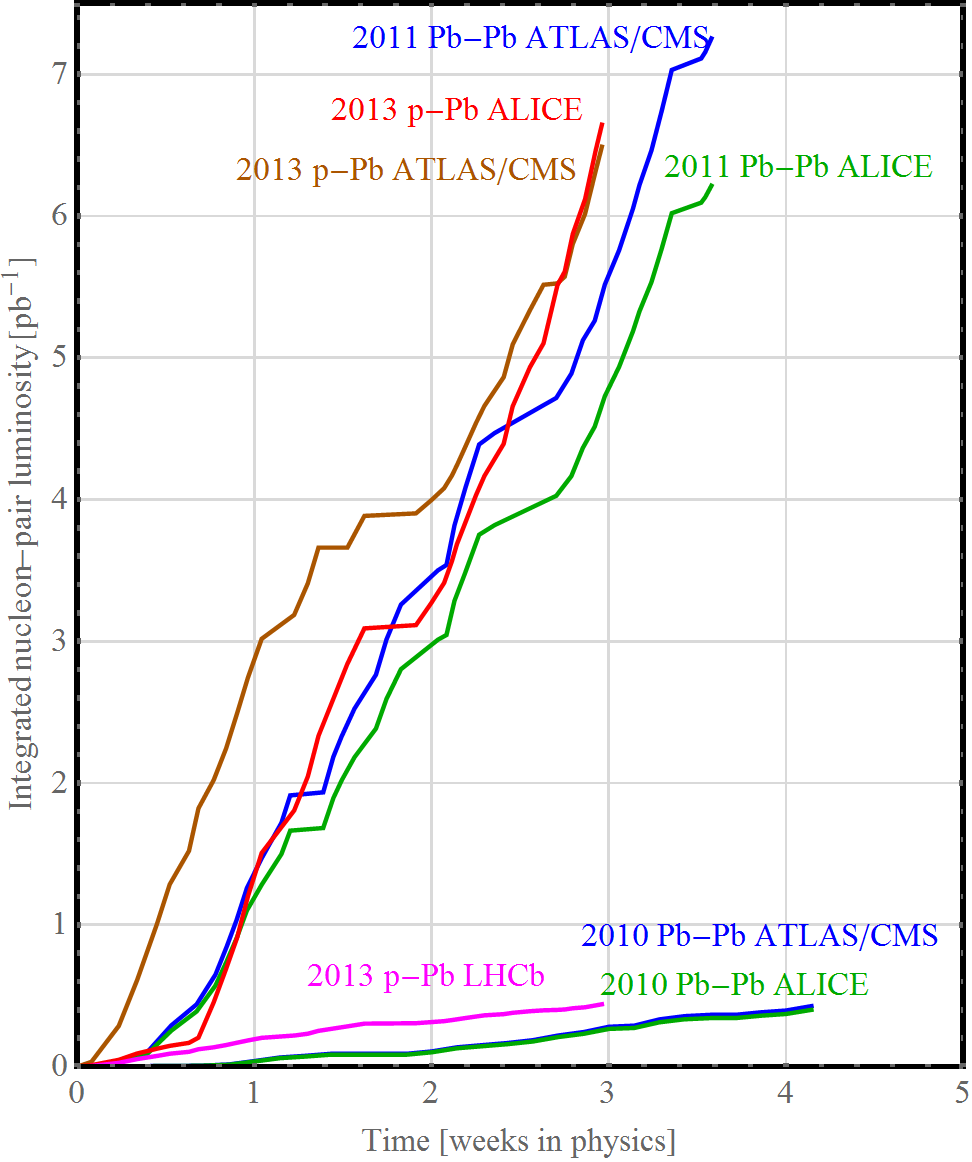 2011 Pb–Pb ATLAS/CMS
7
2013 p–Pb ALICE
2013 p–Pb ATLAS/CMS
2011 Pb–Pb ALICE
6
5
4
3
2
1
0
Integrated nucleon–pair luminosity [pb⁻¹]
2010 Pb–Pb ATLAS/CMS
2013 p–Pb LHCb
2010 Pb–Pb ALICE
0 1 2 3 4 5
Time [weeks in physics]